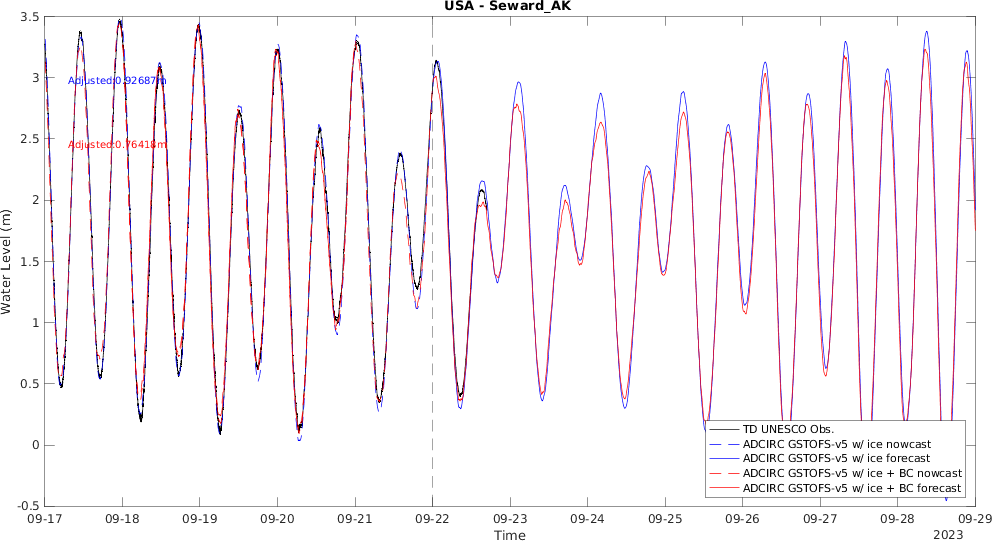 USA - Seward_AK
3.5
3
2.5
2
1.5
1
0.5
0
-0.5
Water Level (m)
Adjusted:0.92687m
Adjusted:0.76418m
TD UNESCO Obs.
ADCIRC GSTOFS-v5 w/ ice nowcast
ADCIRC GSTOFS-v5 w/ ice forecast
ADCIRC GSTOFS-v5 w/ ice + BC nowcast
ADCIRC GSTOFS-v5 w/ ice + BC forecast
09-17 09-18 09-19 09-20 09-21 09-22 09-23 09-24 09-25 09-26 09-27 09-28 09-29
Time
2023